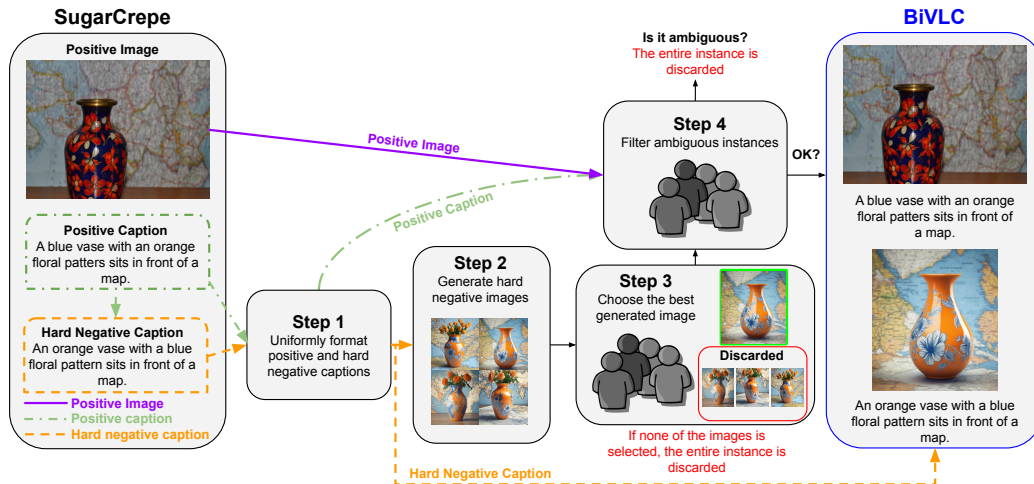 SugarCrepe
Positive Image
Positive Caption
A blue vase with an orange
floral patters sits in front of a
map.
Hard Negative Caption
An orange vase with a blue
floral pattern sits in front of a
map.
Positive Image
Positive caption
Hard negative caption
Step 1
Uniformly format
positive and hard
negative captions
Positive Image
Positive Caption
Step 2
Generate hard
negative images
Step 3
Choose the best
generated image
Discarded
If none of the images is
selected, the entire instance is
discarded
Hard Negative Caption
Is it ambiguous?
The entire instance is
discarded
Step 4
Filter ambiguous instances
OK?
BiVLC
A blue vase with an orange
floral patters sits in front of
a map.
An orange vase with a blue
floral pattern sits in front of a
map.